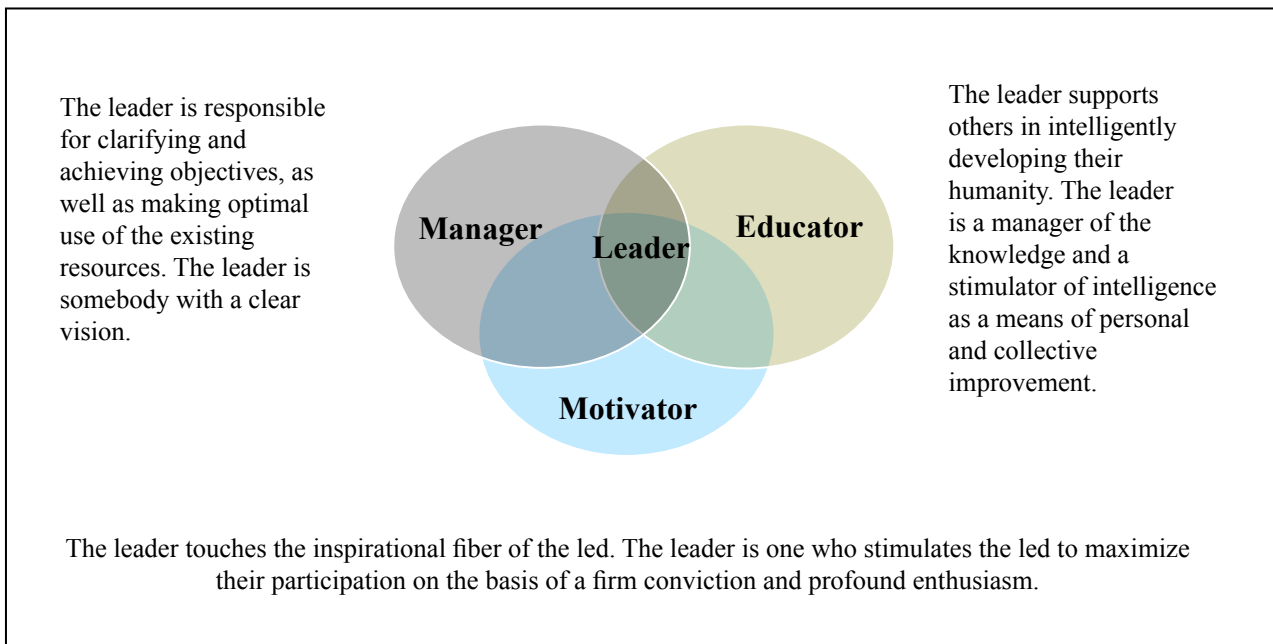 The leader is responsible
for clarifying and
achieving objectives, as
well as making optimal
use of the existing
resources. The leader is
somebody with a clear
vision.
Manager
Leader
Educator
Motivator
The leader supports
others in intelligently
developing their
humanity. The leader
is a manager of the
knowledge and a
stimulator of intelligence
as a means of personal
and collective
improvement.
The leader touches the inspirational fiber of the led. The leader is one who stimulates the led to maximize
their participation on the basis of a firm conviction and profound enthusiasm.